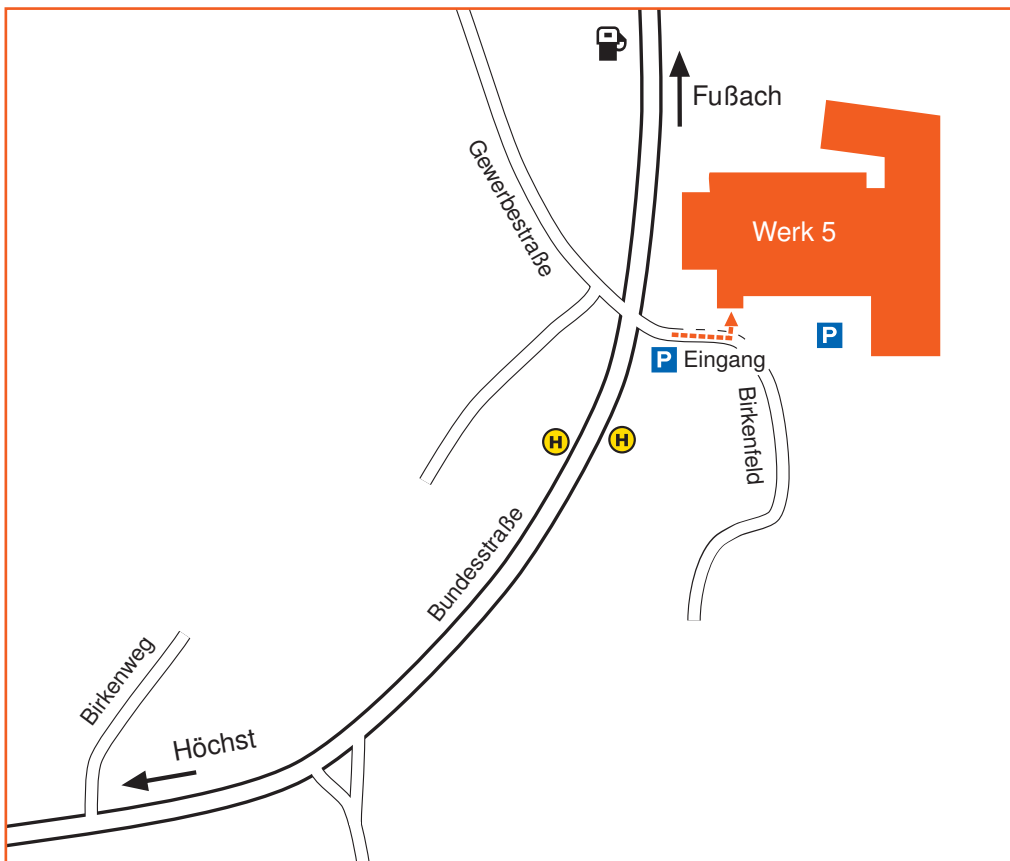 Fußach
Gewerbestraße
Werk 5
P
P Eingang
Birkenfeld
H
H
Bundesstraße
Birkenweg
Höchst